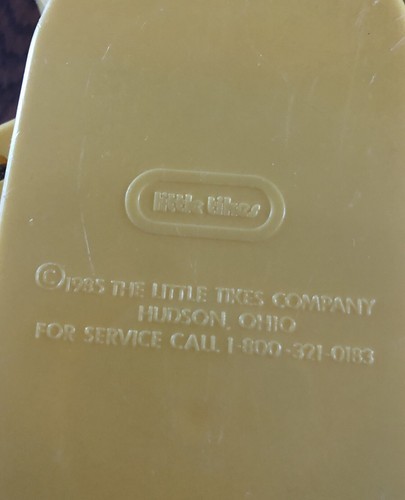 little tikes
©1985 THE LITTLE TIKES COMPANY
HUDSON, OHIO
FOR SERVICE CALL 1-800-321-0183